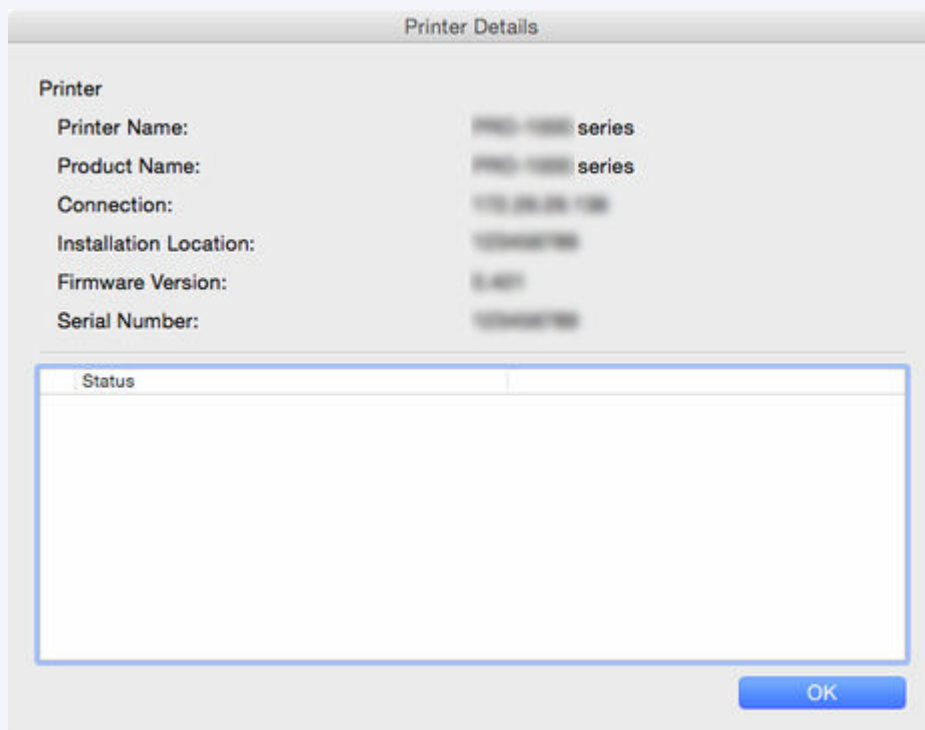 Printer Details
Printer
Printer Name: series
Product Name: series
Connection:
Installation Location:
Firmware Version:
Serial Number:
Status
OK